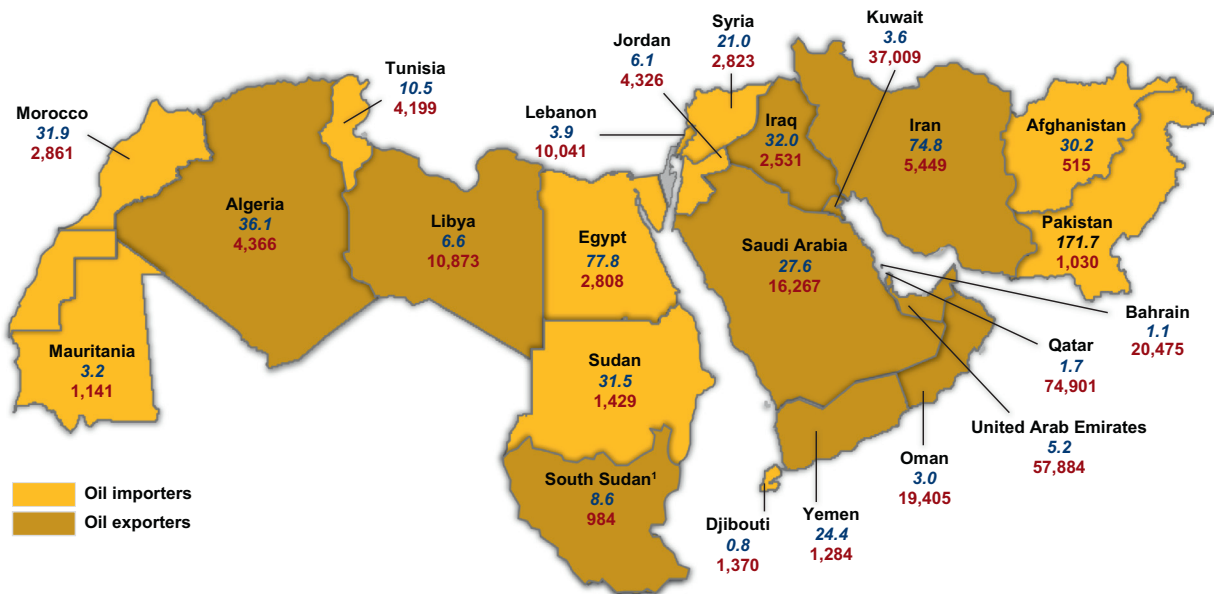 Morocco
31.9
2,861
Tunisia
10.5
4,199
Algeria
36.1
4,366
Libya
6.6
10,873
Mauritania
3.2
1,141
Egypt
77.8
2,808
Sudan
31.5
1,429
South Sudan¹
8.6
984
Lebanon
3.9
10,041
Jordan
6.1
4,326
Syria
21.0
2,823
Kuwait
3.6
37,009
Iraq
32.0
2,531
Iran
74.8
5,449
Afghanistan
30.2
515
Pakistan
171.7
1,030
Saudi Arabia
27.6
16,267
Bahrain
1.1
20,475
Qatar
1.7
74,901
United Arab Emirates
5.2
57,884
Oman
3.0
19,405
Yemen
24.4
1,284
Djibouti
0.8
1,370
Oil importers
Oil exporters